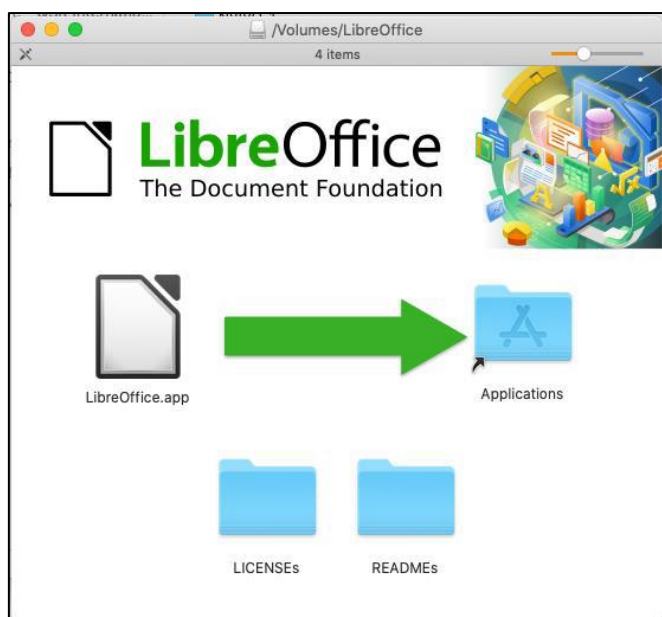 /Volumes/LibreOffice
4 items
LibreOffice
The Document Foundation
LibreOffice.app
Applications
LICENSEs
READMEs